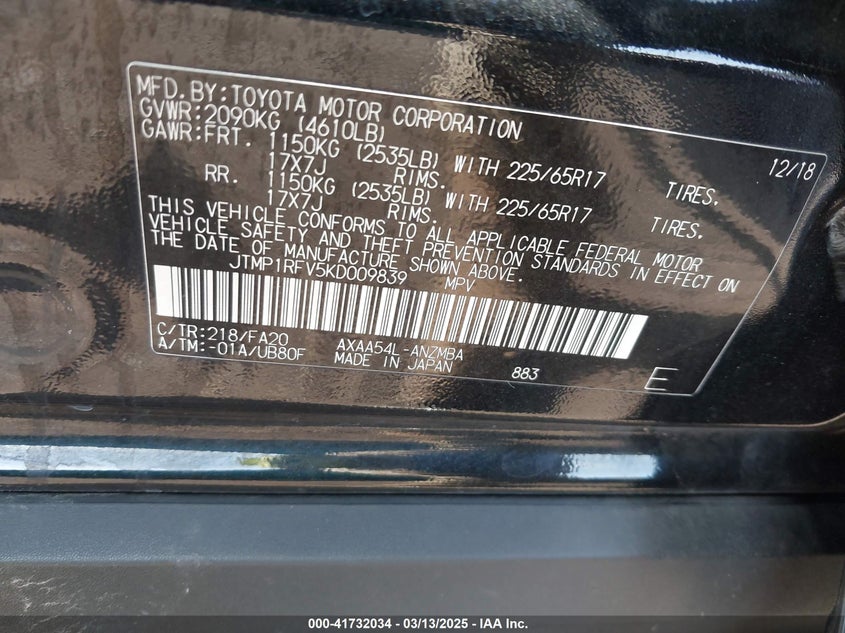 MFD. BY: TOYOTA MOTOR CORPORATION 12/18
GVWR: 2090KG (4610LB)
GAWR: FRT. 1150KG (2535LB) WITH 225/65R17 TIRES.
17X7J RIMS.
RR. 1150KG (2535LB) WITH 225/65R17 TIRES.
17X7J RIMS.
THIS VEHICLE CONFORMS TO ALL APPLICABLE FEDERAL MOTOR
VEHICLE SAFETY AND THEFT PREVENTION STANDARDS IN EFFECT ON
THE DATE OF MANUFACTURE SHOWN ABOVE.
JTMP1RFV5KD009839 MPV
C/TR: 218/FA20 AXAA54L-ANZMBA
A/TM: -01A/UB80F MADE IN JAPAN 883 E
000-41732034 — 03/13/2025 — IAA Inc.